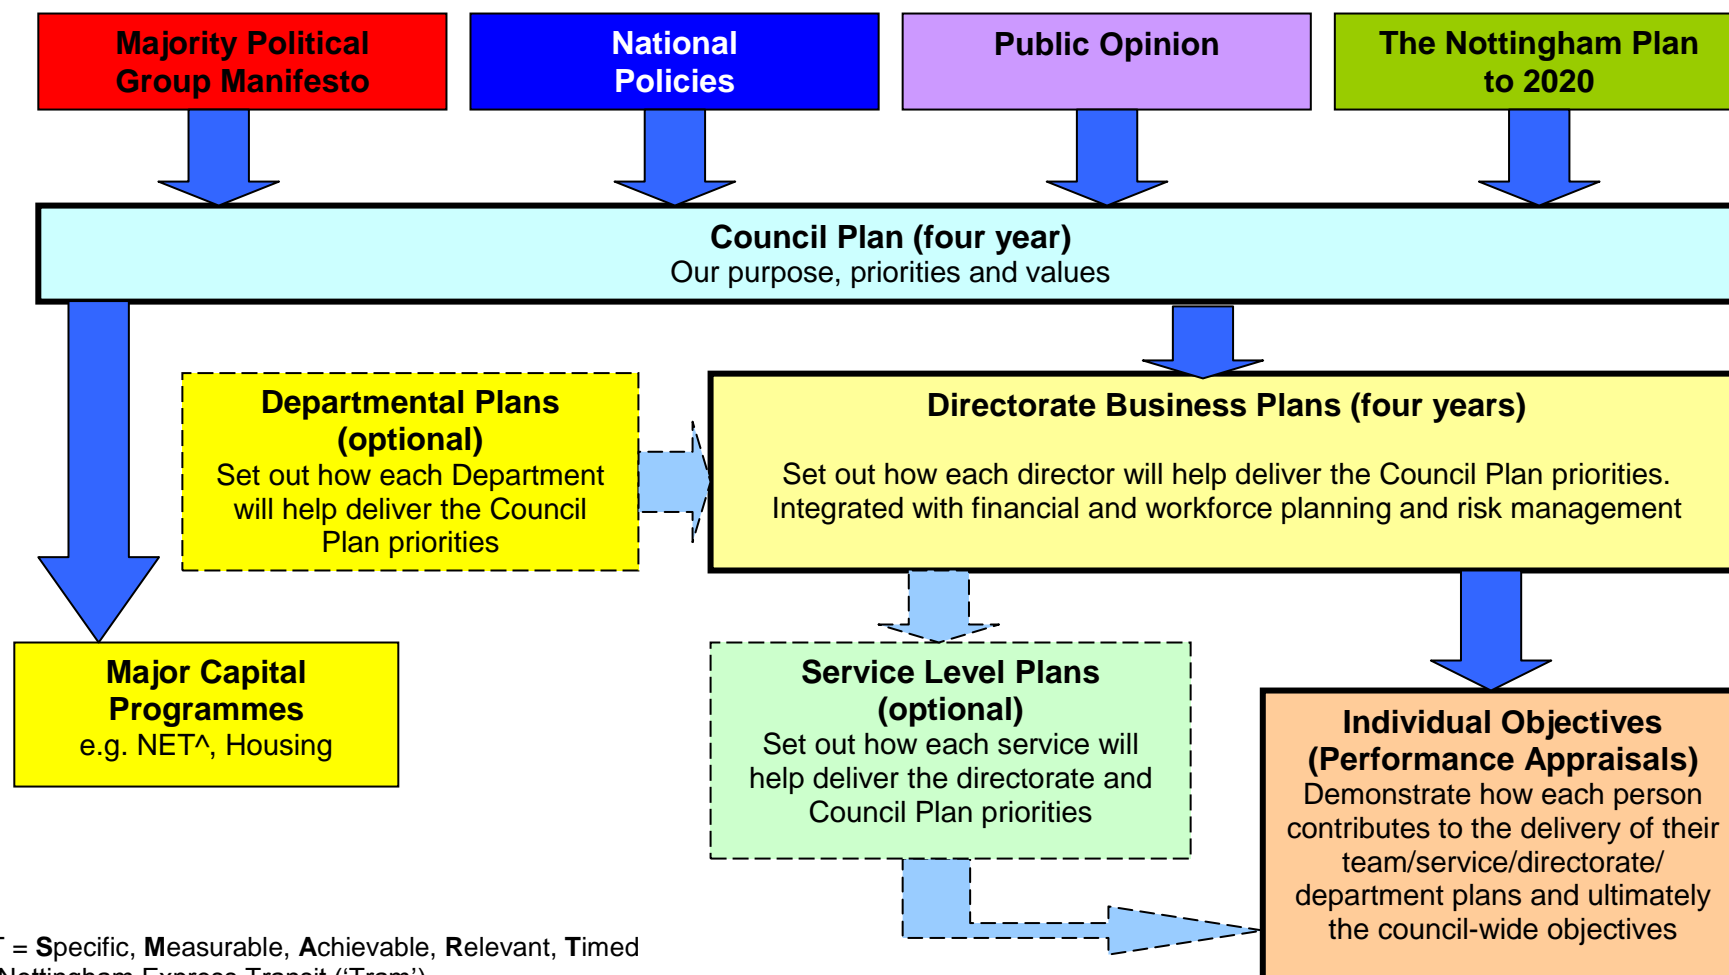 Majority Political
Group Manifesto
National
Policies
Public Opinion
The Nottingham Plan
to 2020
Council Plan (four year)
Our purpose, priorities and values
Departmental Plans
(optional)
Set out how each Department
will help deliver the Council
Plan priorities
Directorate Business Plans (four years)
Set out how each director will help deliver the Council Plan priorities.
Integrated with financial and workforce planning and risk management
Major Capital
Programmes
e.g. NET^, Housing
Service Level Plans
(optional)
Set out how each service will
help deliver the directorate and
Council Plan priorities
Individual Objectives
(Performance Appraisals)
Demonstrate how each person
contributes to the delivery of their
team/service/directorate/
department plans and ultimately
the council-wide objectives
T = Specific, Measurable, Achievable, Relevant, Timed
Nottingham Express Transit (‘Tram’)